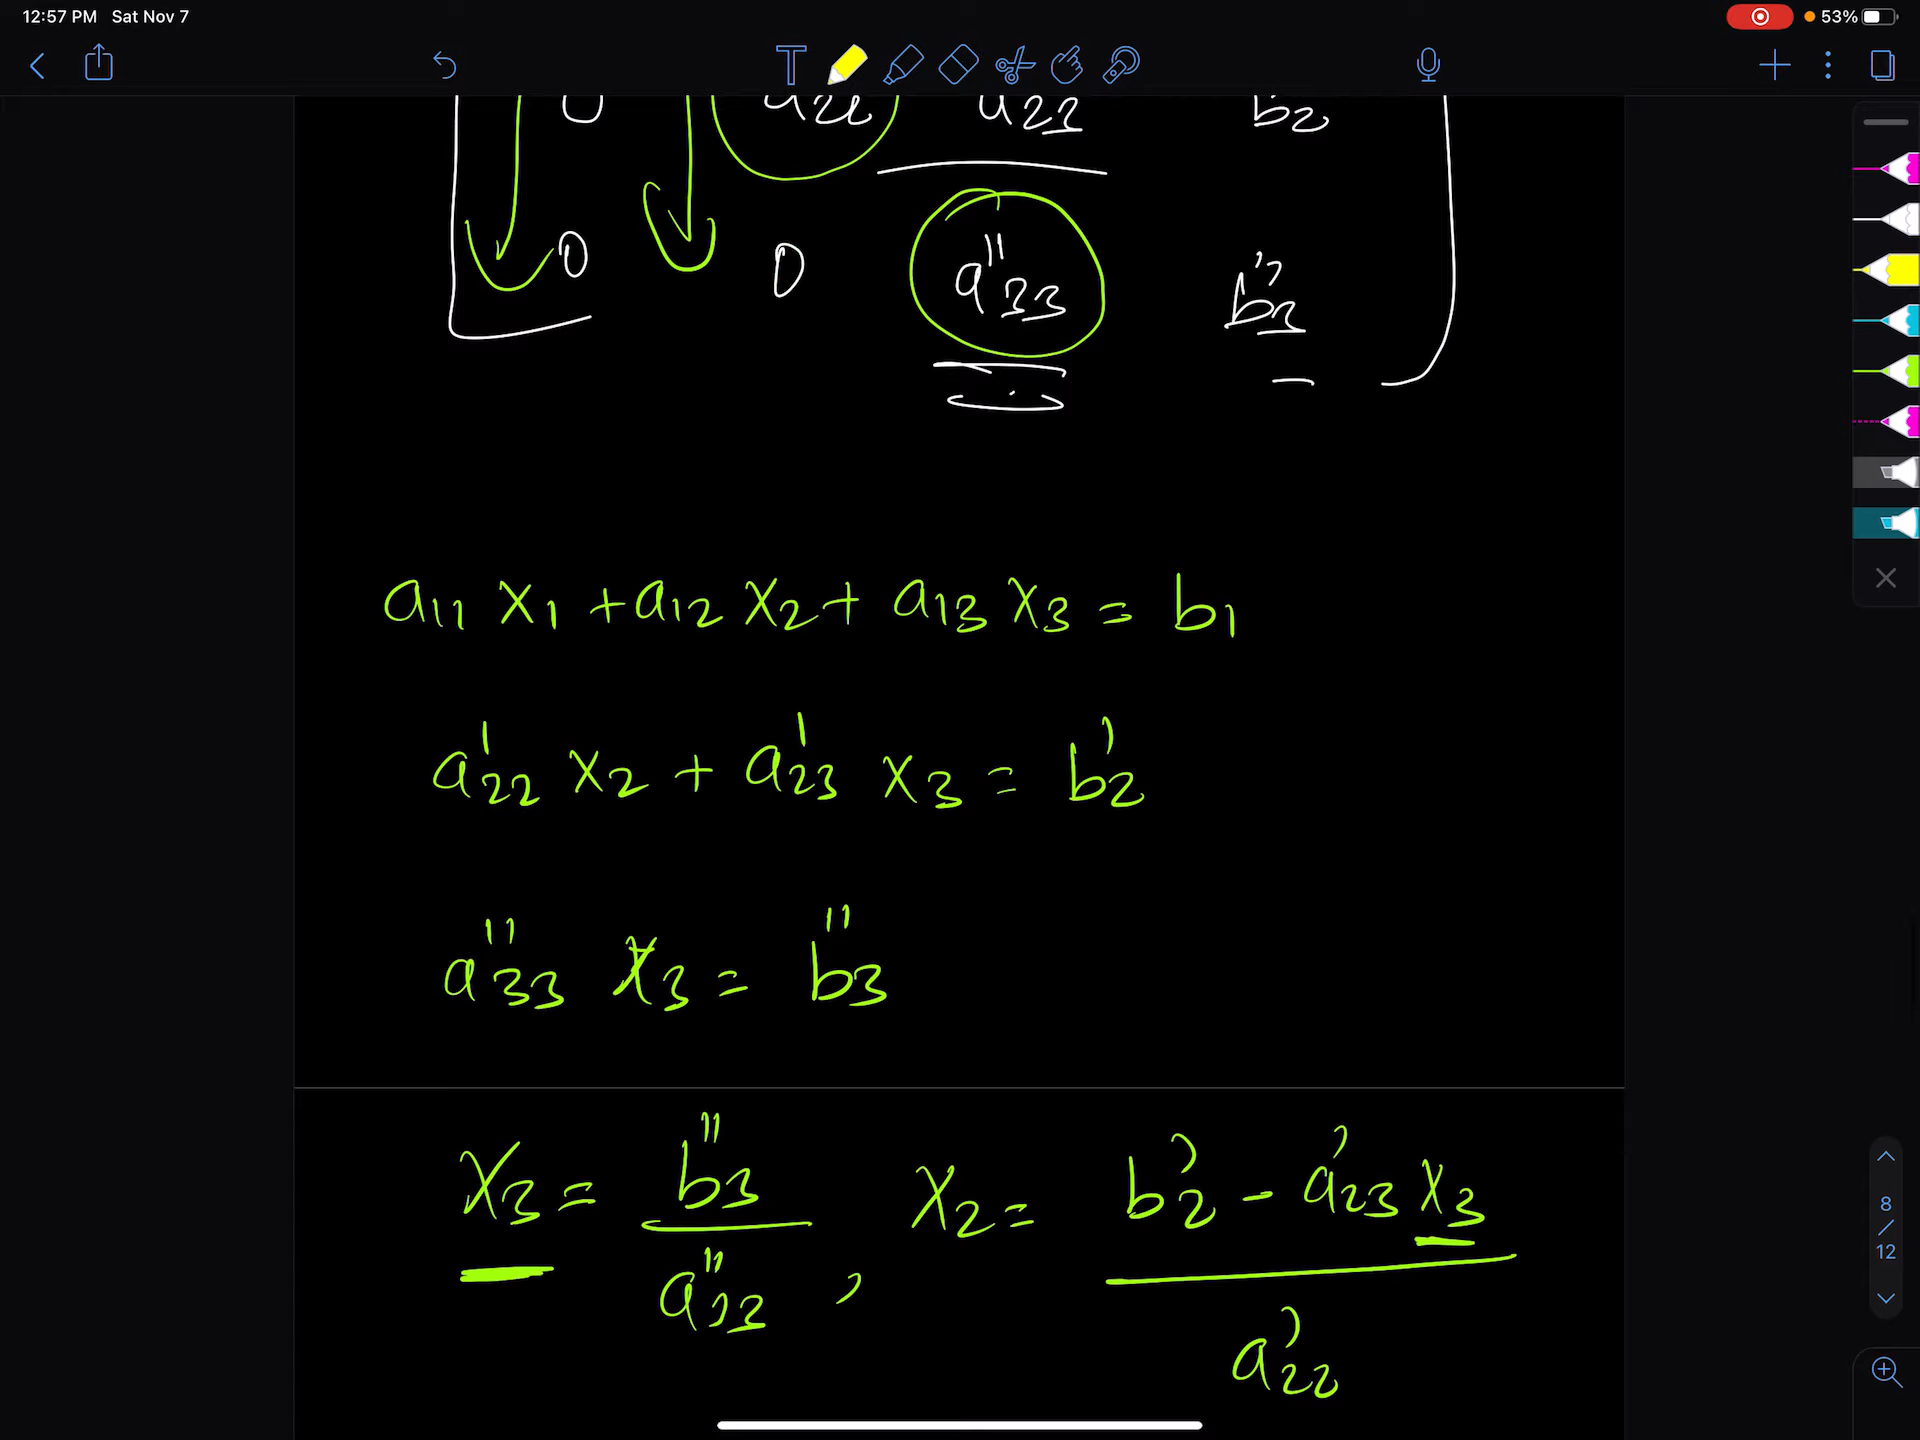 12:57 PM Sat Nov 7
53%
0 a22 a23 b2
0 0 a''33 b''3
a11 x1 + a12 x2 + a13 x3 = b1
a'22 x2 + a'23 x3 = b'2
a''33 x3 = b''3
x3 = b''3 / a''33 , x2 = b'2 - a'23 x3 / a'22
8 / 12